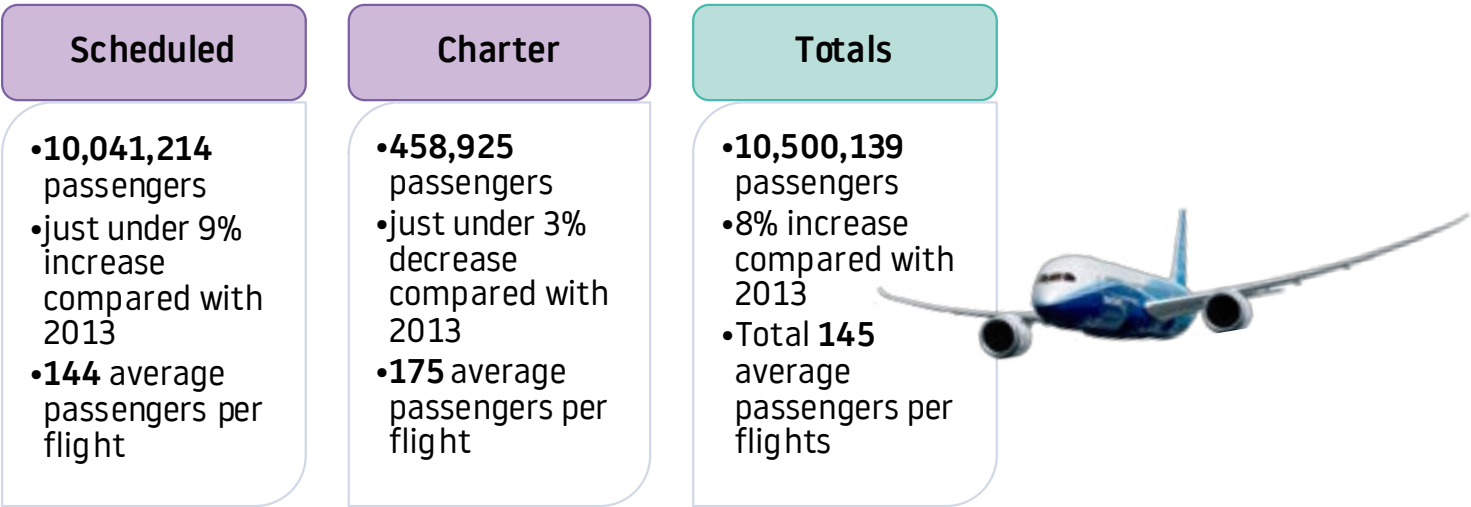 Scheduled
•10,041,214
passengers
•just under 9%
increase
compared with
2013
•144 average
passengers per
flight
Charter
•458,925
passengers
•just under 3%
decrease
compared with
2013
•175 average
passengers per
flight
Totals
•10,500,139
passengers
•8% increase
compared with
2013
•Total 145
average
passengers per
flights